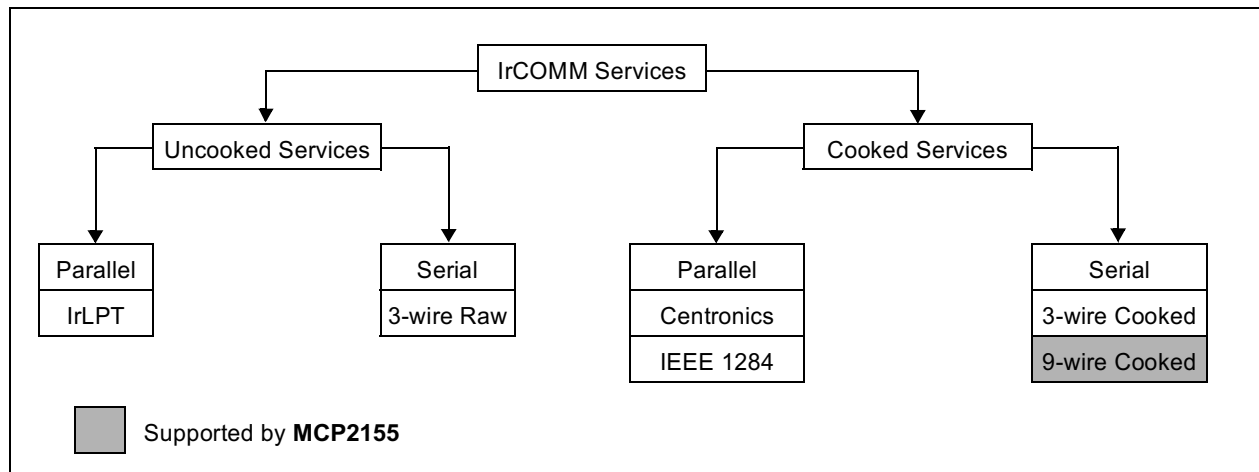 IrCOMM Services
Uncooked Services
Cooked Services
Parallel
IrLPT
Serial
3-wire Raw
Parallel
Centronics
IEEE 1284
Serial
3-wire Cooked
9-wire Cooked
Supported by MCP2155